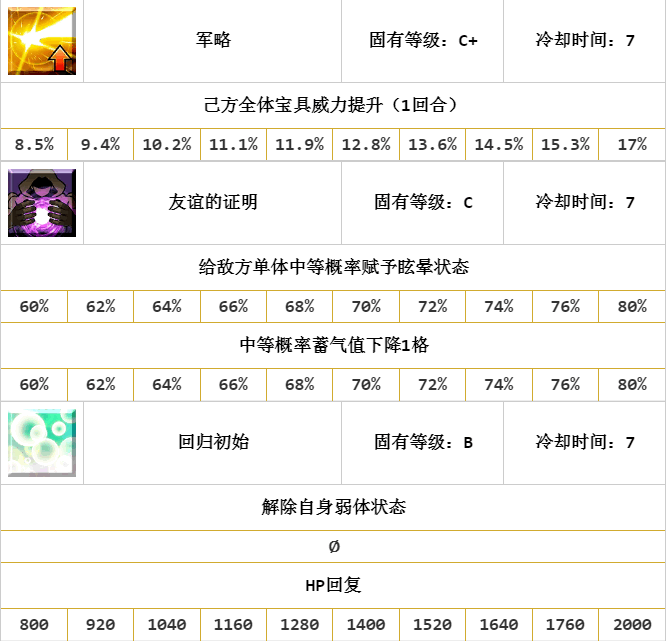 军略 固有等级：C+ 冷却时间：7
己方全体宝具威力提升（1回合）
8.5% 9.4% 10.2% 11.1% 11.9% 12.8% 13.6% 14.5% 15.3% 17%
友谊的证明 固有等级：C 冷却时间：7
给敌方单体中等概率赋予眩晕状态
60% 62% 64% 66% 68% 70% 72% 74% 76% 80%
中等概率蓄气值下降1格
60% 62% 64% 66% 68% 70% 72% 74% 76% 80%
回归初始 固有等级：B 冷却时间：7
解除自身弱体状态
Ø
HP回复
800 920 1040 1160 1280 1400 1520 1640 1760 2000